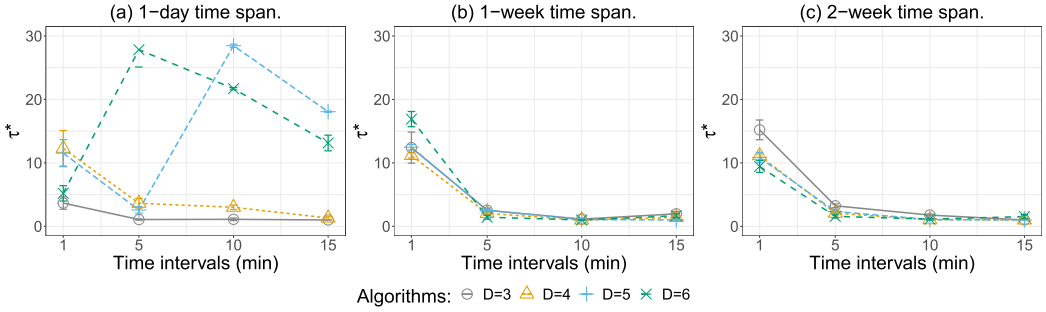 (a) 1−day time span.
(b) 1−week time span.
(c) 2−week time span.
τ*
30
20
10
0
1
5
10
15
Time intervals (min)
τ*
30
20
10
0
1
5
10
15
Time intervals (min)
τ*
30
20
10
0
1
5
10
15
Time intervals (min)
Algorithms: D=3 D=4 D=5 D=6